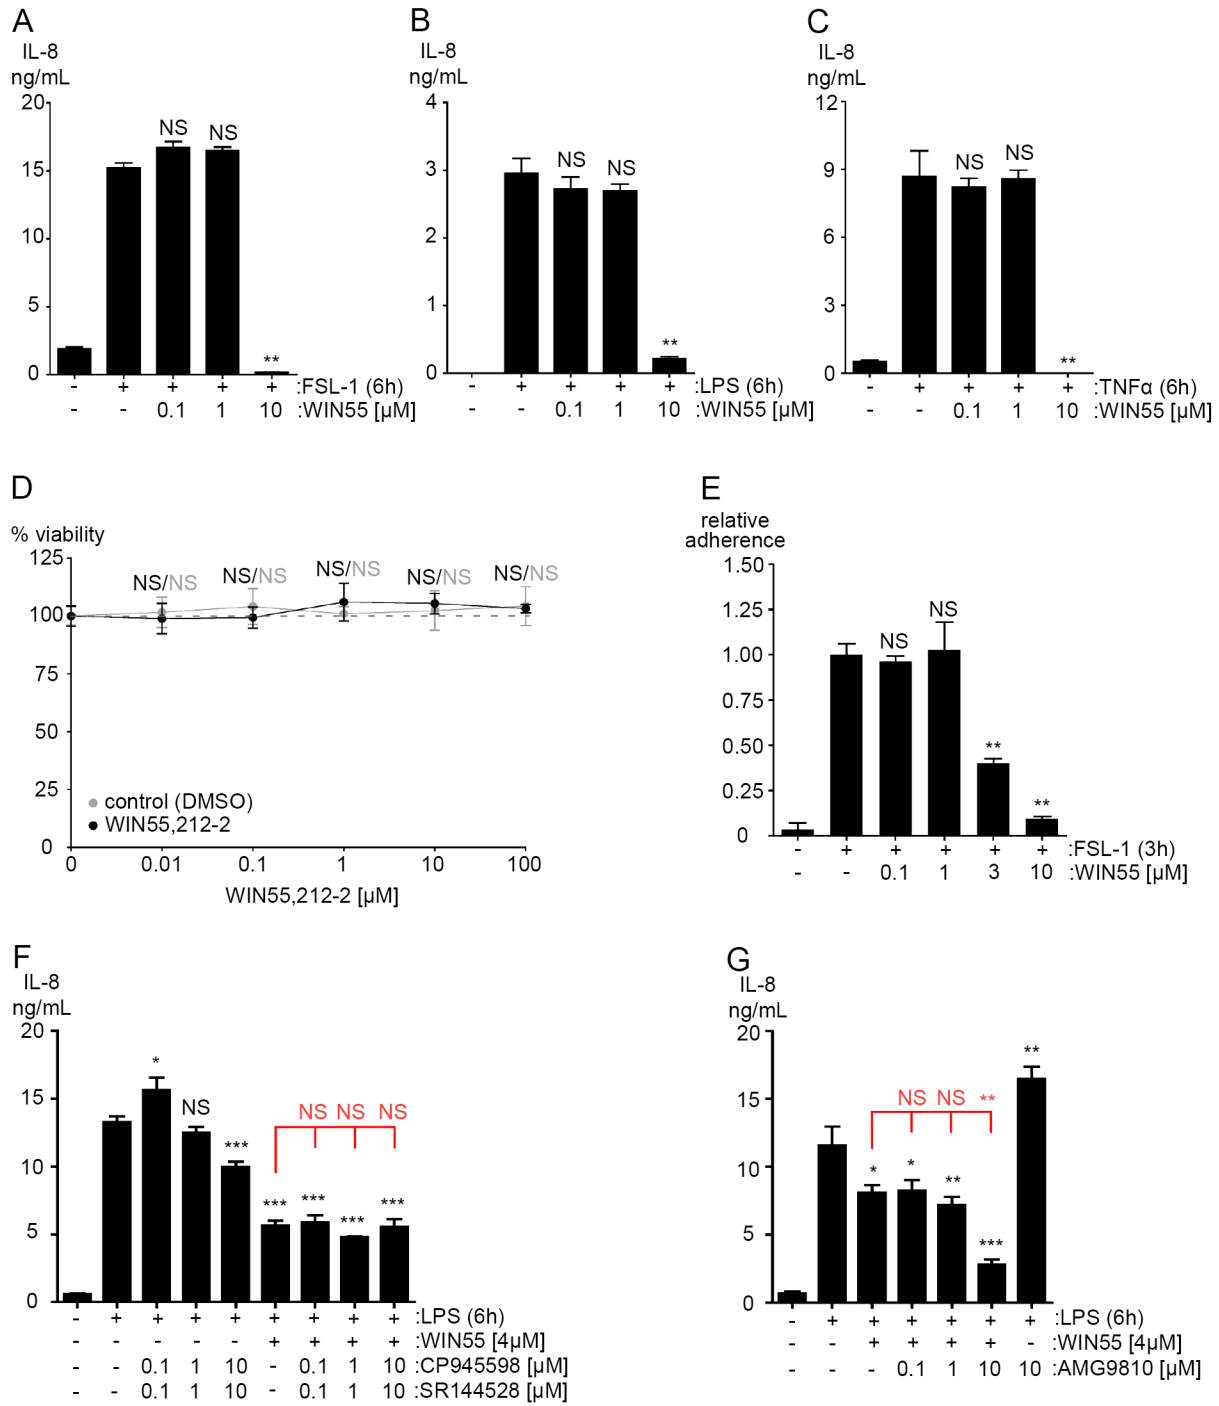 A
IL-8
ng/mL
20
15
10
5
0
NS
NS
**
- + + + + :FSL-1 (6h)
- - 0.1 1 10 :WIN55 [µM]
B
IL-8
ng/mL
4
3
2
1
0
NS
NS
**
- + + + + :LPS (6h)
- - 0.1 1 10 :WIN55 [µM]
C
IL-8
ng/mL
12
9
6
3
0
NS
NS
**
- + + + + :TNFα (6h)
- - 0.1 1 10 :WIN55 [µM]
D
% viability
125
100
75
50
25
0
NS/NS NS/NS NS/NS NS/NS NS/NS
control (DMSO)
WIN55,212-2
0 0.01 0.1 1 10 100
WIN55,212-2 [µM]
E
relative
adherence
1.50
1.25
1.00
0.75
0.50
0.25
0
NS
NS
**
**
- + + + + + :FSL-1 (3h)
- - 0.1 1 3 10 :WIN55 [µM]
F
IL-8
ng/mL
20
15
10
5
0
*
NS
***
NS NS NS
*** *** *** ***
- + + + + + + + + :LPS (6h)
- - - - - + + + + :WIN55 [4µM]
- - 0.1 1 10 - 0.1 1 10 :CP945598 [µM]
- - 0.1 1 10 - 0.1 1 10 :SR144528 [µM]
G
IL-8
ng/mL
20
15
10
5
0
NS NS **
* * ** *** **
- + + + + + + :LPS (6h)
- - + + + + - :WIN55 [4µM]
- - - 0.1 1 10 10 :AMG9810 [µM]